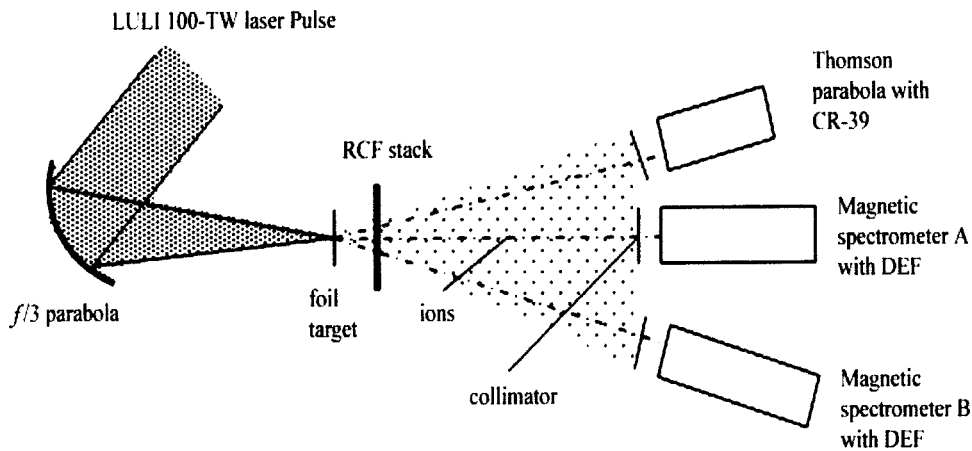 LULI 100-TW laser Pulse
Thomson
parabola with
CR-39
RCF stack
Magnetic
spectrometer A
with DEF
f/3 parabola
foil
target
ions
collimator
Magnetic
spectrometer B
with DEF